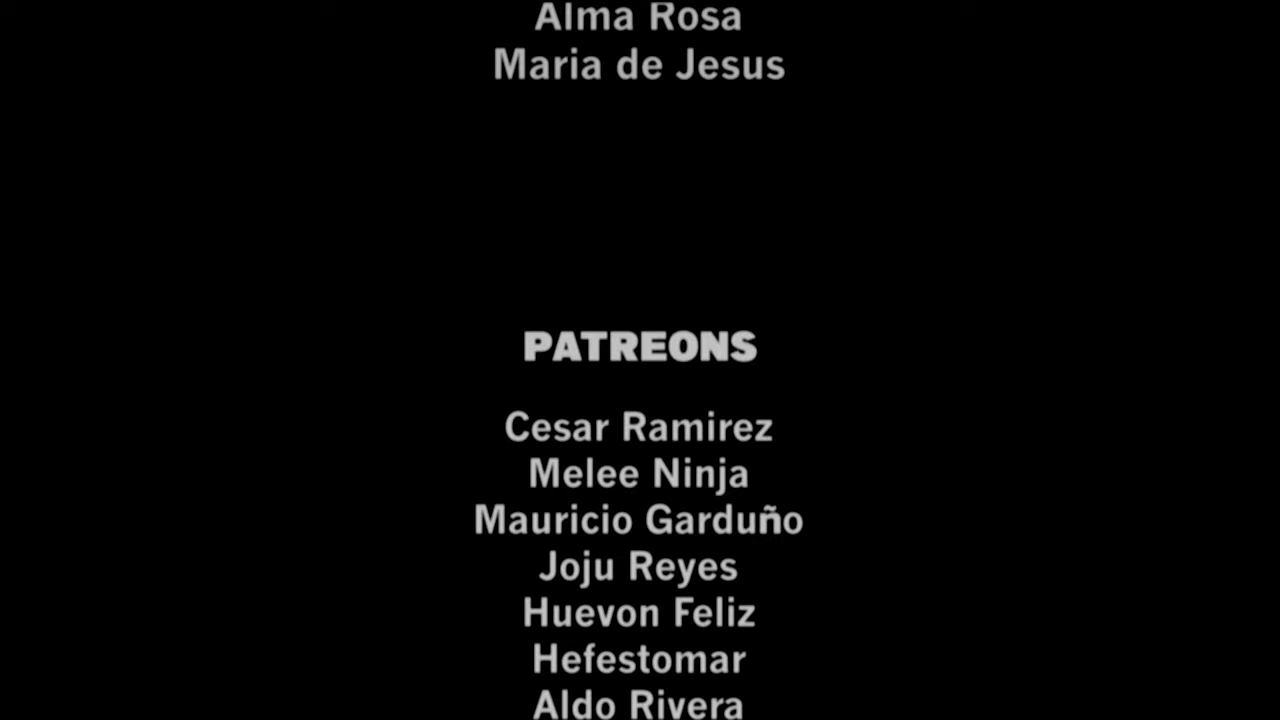 Alma Rosa
Maria de Jesus
PATREONS
Cesar Ramirez
Melee Ninja
Mauricio Garduño
Joju Reyes
Huevon Feliz
Hefestomar
Aldo Rivera